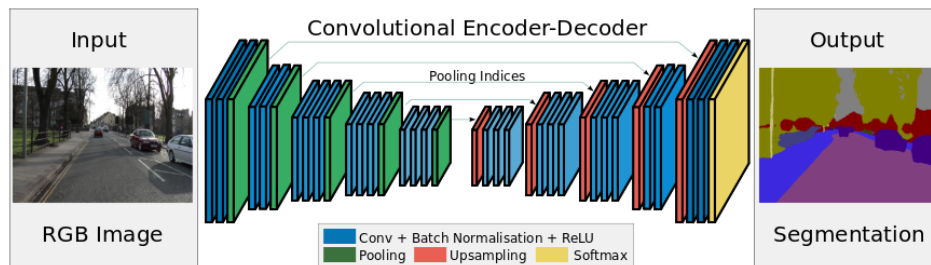 Input
Convolutional Encoder-Decoder
Output
Pooling Indices
RGB Image
Segmentation
Conv + Batch Normalisation + ReLU
Pooling Upsampling Softmax